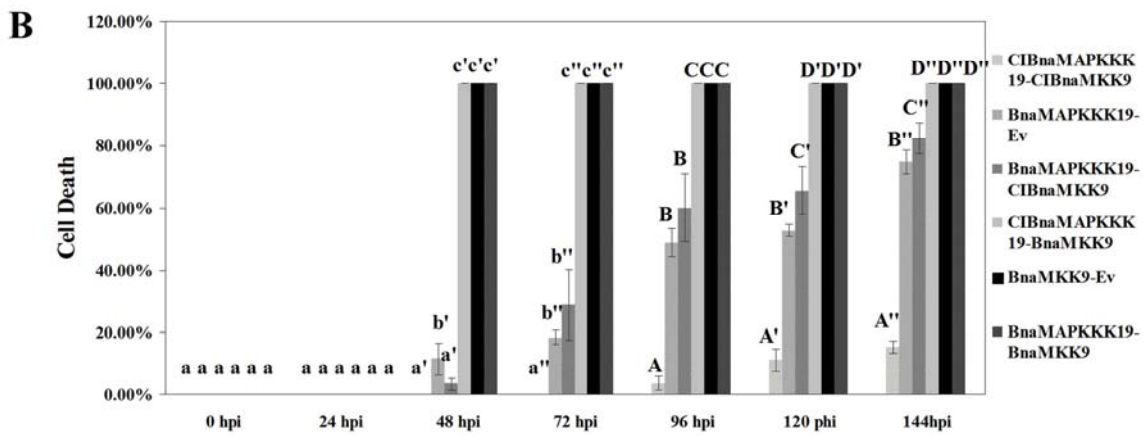 B
120.00%
100.00%
80.00%
60.00%
40.00%
20.00%
0.00%
Cell Death
a a a a a a
a a a a a a
a' b' a' c'c'c'
a'' b'' b'' c''c''c''
A B B CCC
A' B' C' D'D'D'
A'' B'' C'' D''D''D''
0 hpi 24 hpi 48 hpi 72 hpi 96 hpi 120 phi 144hpi
CIBnaMAPKKK
19-CIBnaMKK9
BnaMAPKKK19-
Ev
BnaMAPKKK19-
CIBnaMKK9
CIBnaMAPKKK
19-BnaMKK9
BnaMKK9-Ev
BnaMAPKKK19-
BnaMKK9